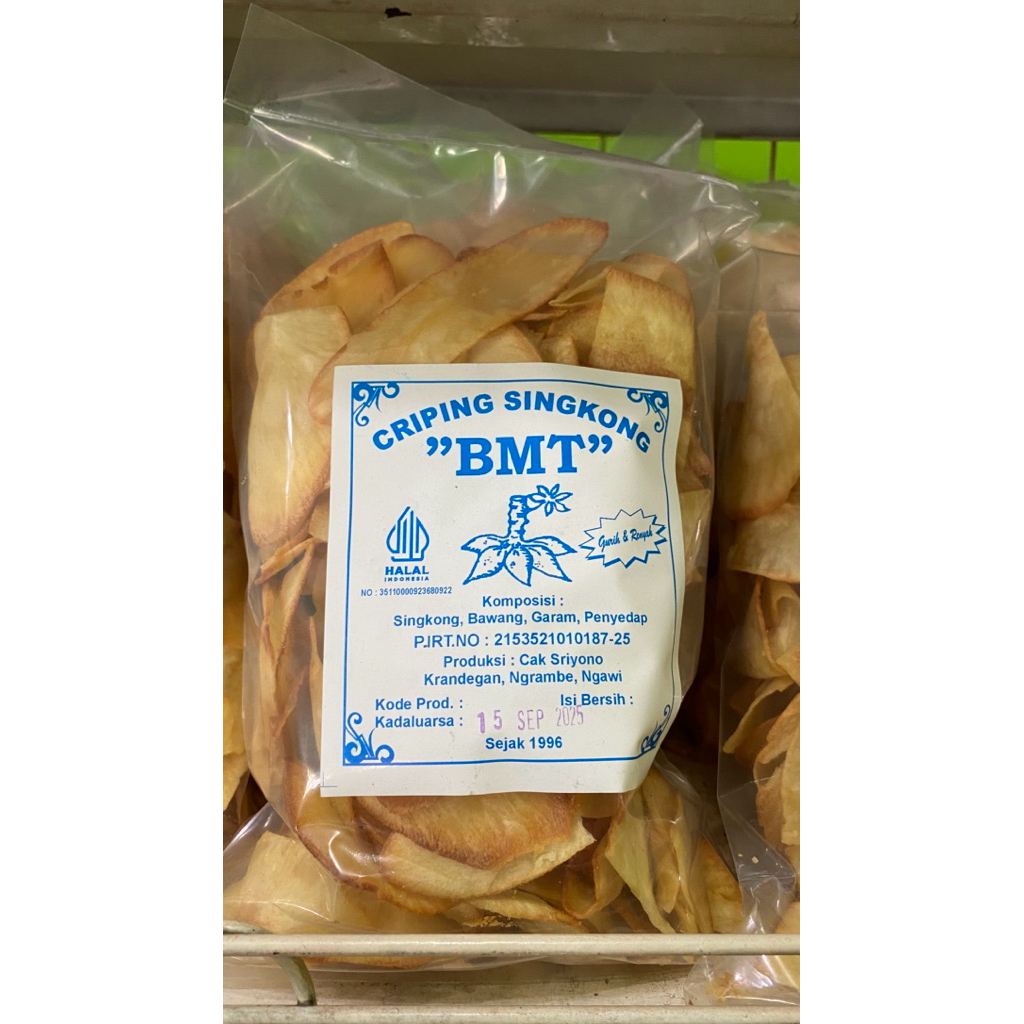 CRIPING SINGKONG
"BMT"
Gurih & Renyah
HALAL
INDONESIA
NO : 35110000923680922
Komposisi :
Singkong, Bawang, Garam, Penyedap
P.IRT.NO : 2153521010187-25
Produksi : Cak Sriyono
Krandegan, Ngrambe, Ngawi
Kode Prod. :
Isi Bersih :
Kadaluarsa : 15 SEP 2025
Sejak 1996